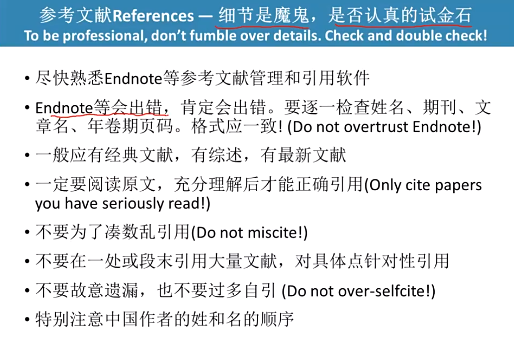 参考文献References — 细节是魔鬼，是否认真的试金石
To be professional, don't fumble over details. Check and double check!
• 尽快熟悉Endnote等参考文献管理和引用软件
• Endnote等会出错，肯定会出错。要逐一检查姓名、期刊、文
章名、年卷期页码。格式应一致! (Do not overtrust Endnote!)
• 一般应有经典文献，有综述，有最新文献
• 一定要阅读原文，充分理解后才能正确引用(Only cite papers
you have seriously read!)
• 不要为了凑数乱引用(Do not miscite!)
• 不要在一处或段末引用大量文献，对具体点针对性引用
• 不要故意遗漏，也不要过多自引 (Do not over-selfcite!)
• 特别注意中国作者的姓和名的顺序